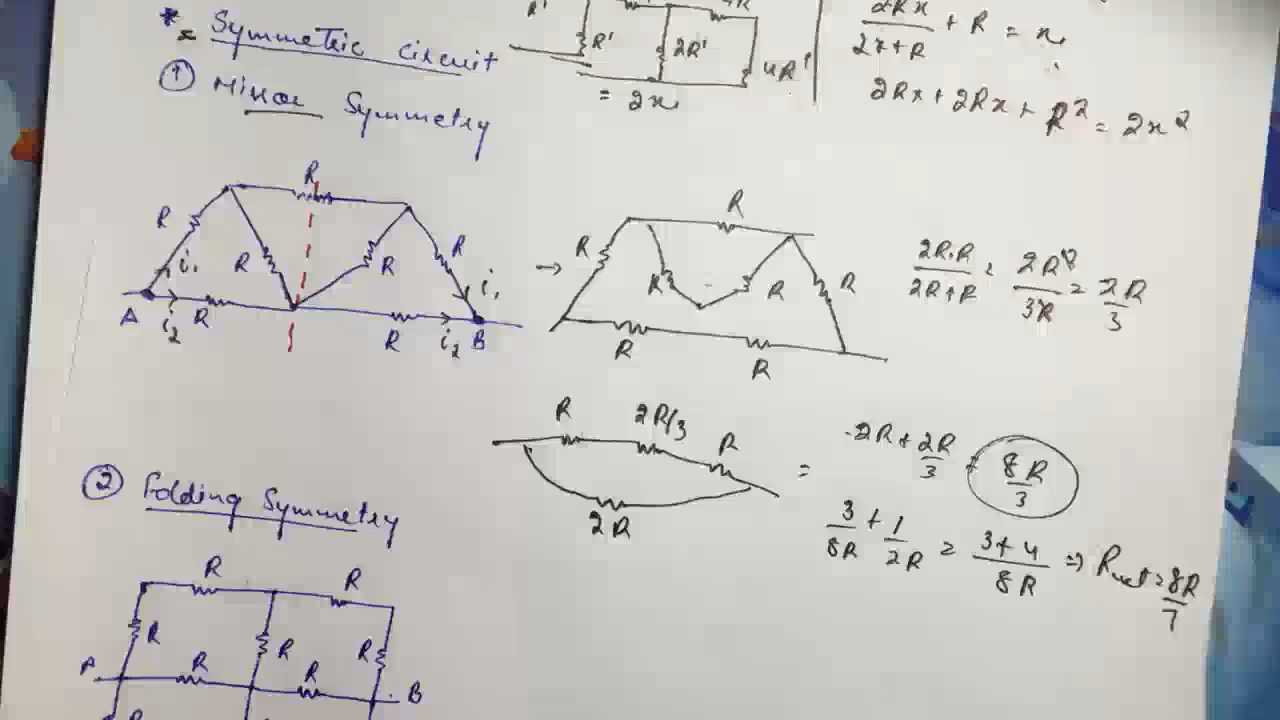 * Symmetric Circuit
① Mirror Symmetry
R'
R'
2R'
4R'
= 2x
2Rx/2x+R + R = x
2Rx + 2Rx + R² = 2x²
R
R
R
R
R
i₁
i₁
A
i₂
R
R
i₂
B
→
R
R
R
R
R
R
R
2R.R/2R+R = 2R²/3R = 2R/3
R
2R/3
R
2R
= 2R + 2R/3 = 8R/3
3/8R + 1/2R = 3+4/8R ⇒ Rnet = 8R/7
② Folding Symmetry
R
R
R
R
R
A
R
R
B
R